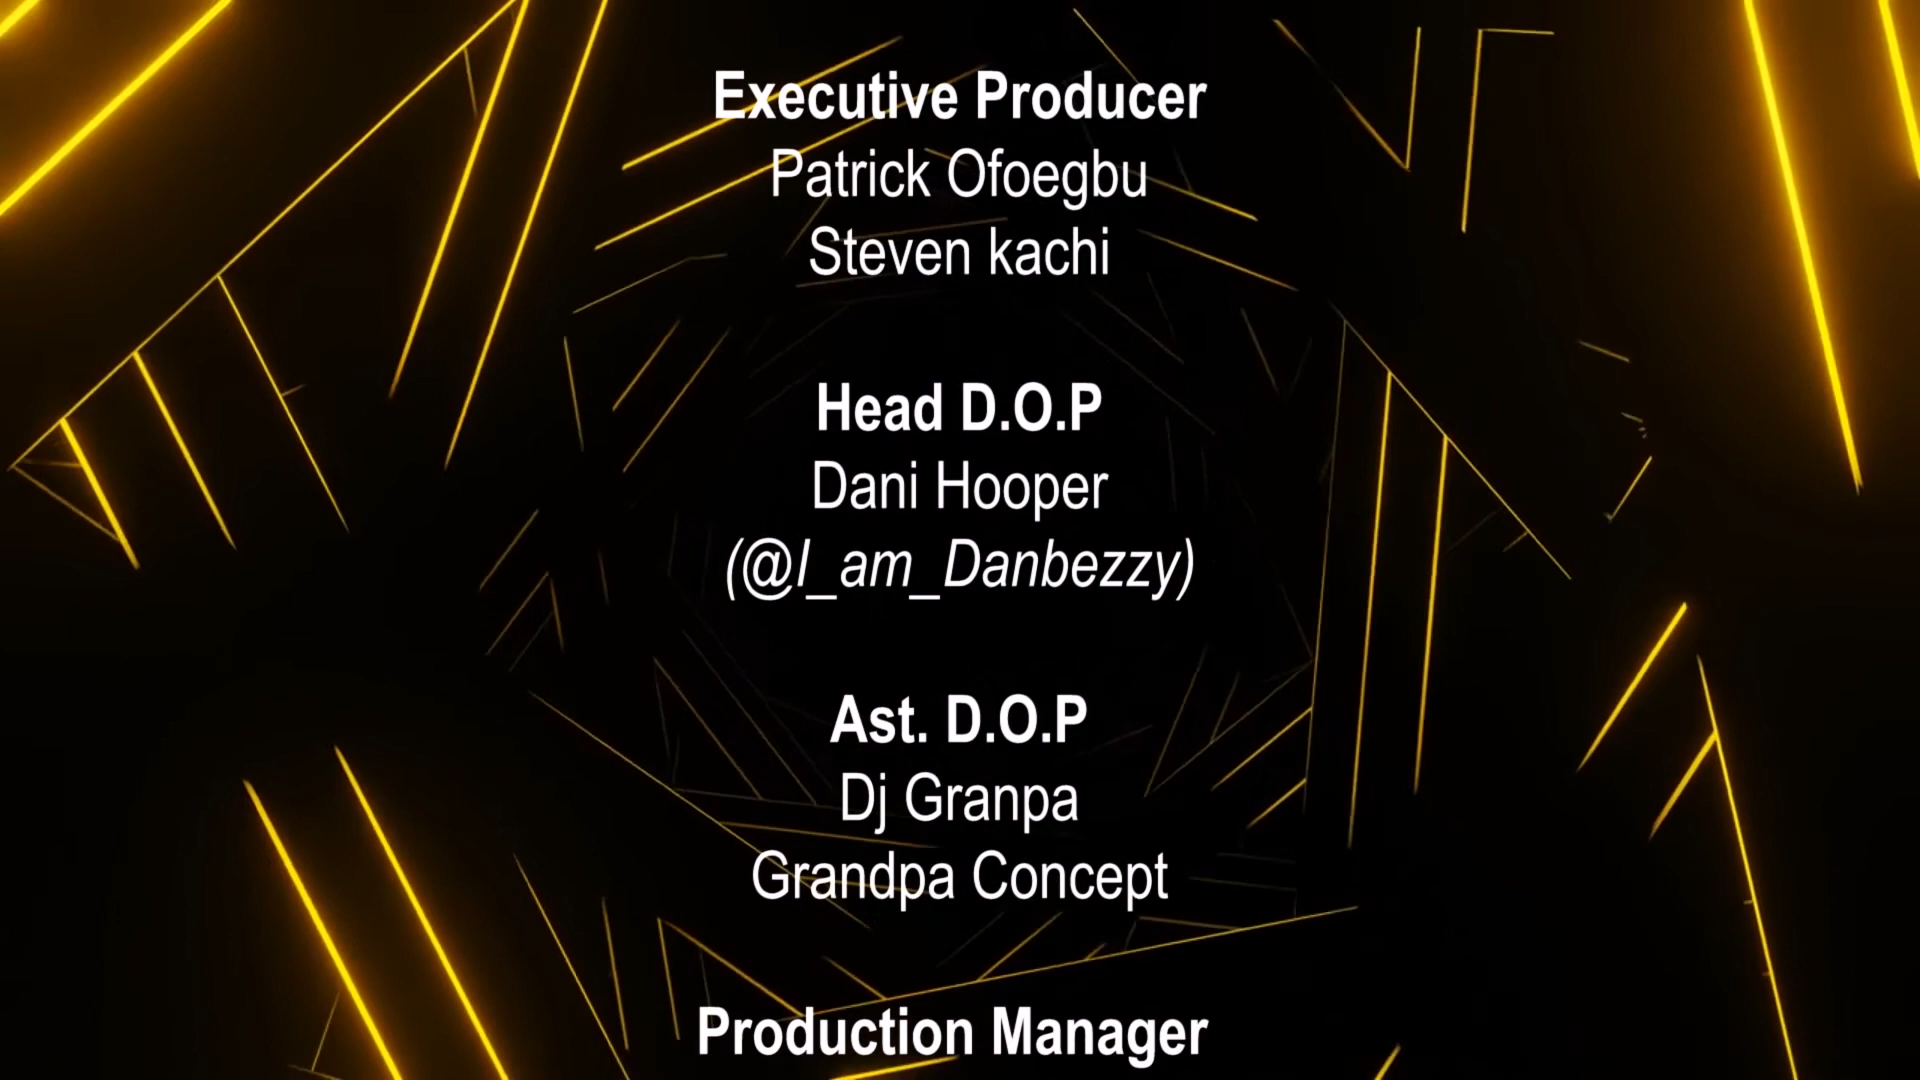 Executive Producer
Patrick Ofoegbu
Steven kachi
Head D.O.P
Dani Hooper
(@I_am_Danbezzy)
Ast. D.O.P
Dj Granpa
Grandpa Concept
Production Manager